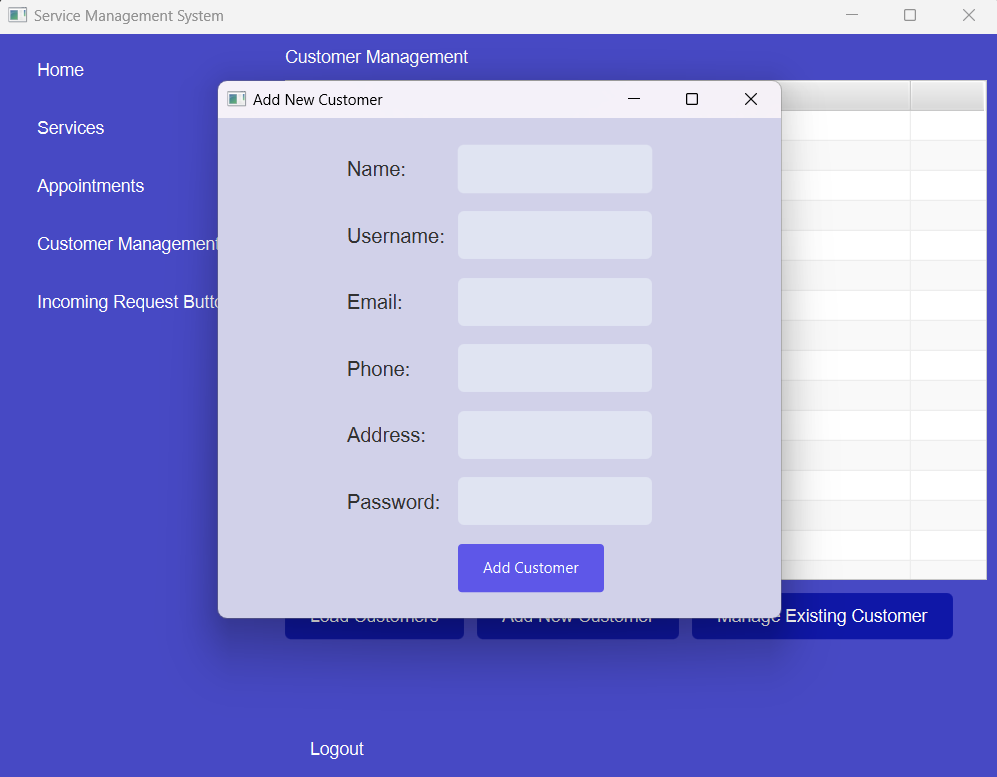 Service Management System
Home
Customer Management
Add New Customer
Services
Name:
Appointments
Username:
Customer Management
Email:
Incoming Request Butto
Phone:
Address:
Password:
Add Customer
Load Customers
Add New Customer
Manage Existing Customer
Logout